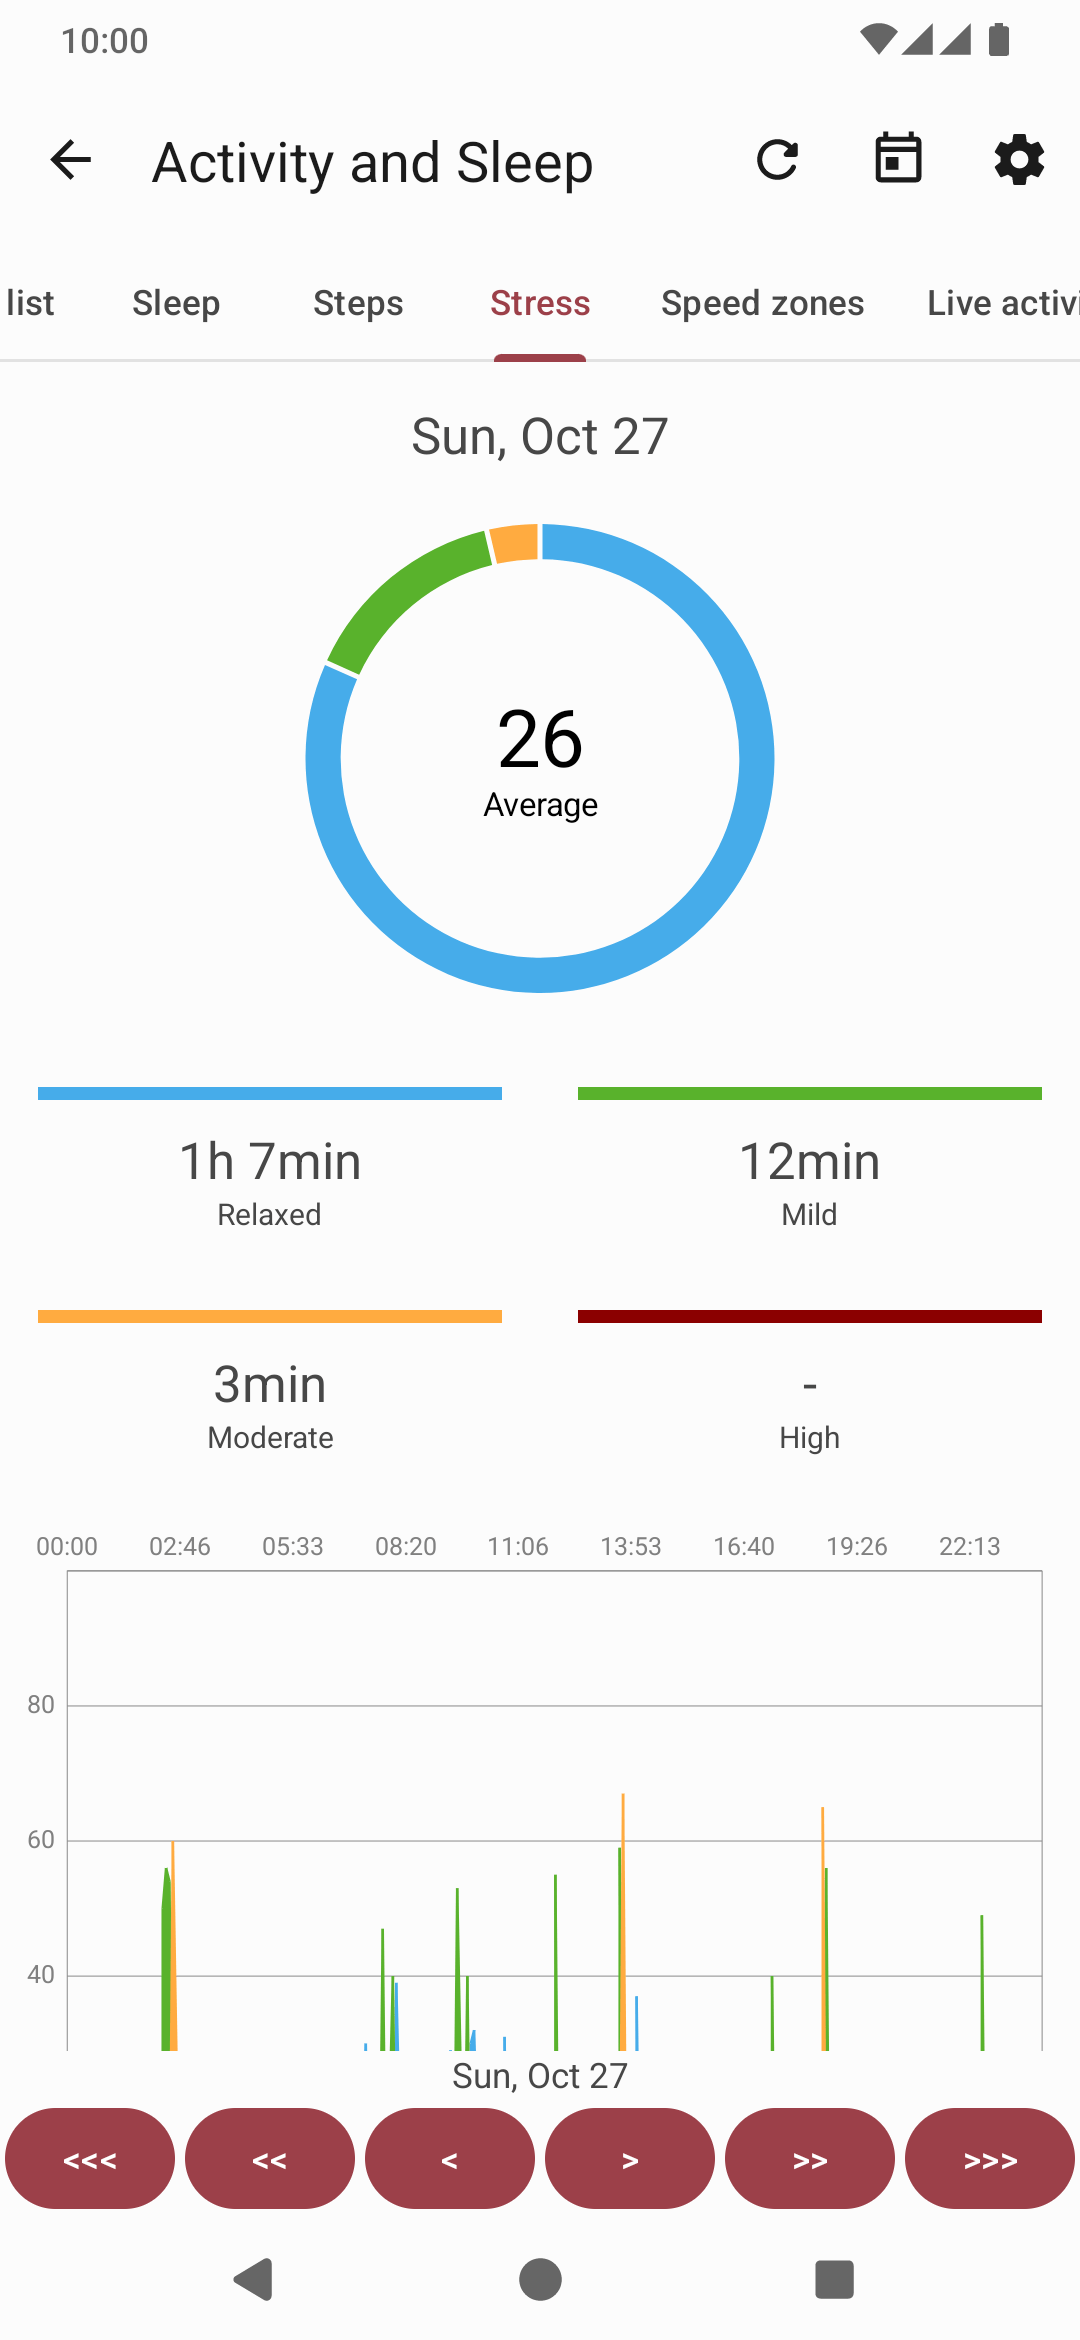 10:00
Activity and Sleep
list Sleep Steps Stress Speed zones Live activi
Sun, Oct 27
26
Average
1h 7min
Relaxed
12min
Mild
3min
Moderate
-
High
00:00 02:46 05:33 08:20 11:06 13:53 16:40 19:26 22:13
80
60
40
Sun, Oct 27
<<< << < > >> >>>